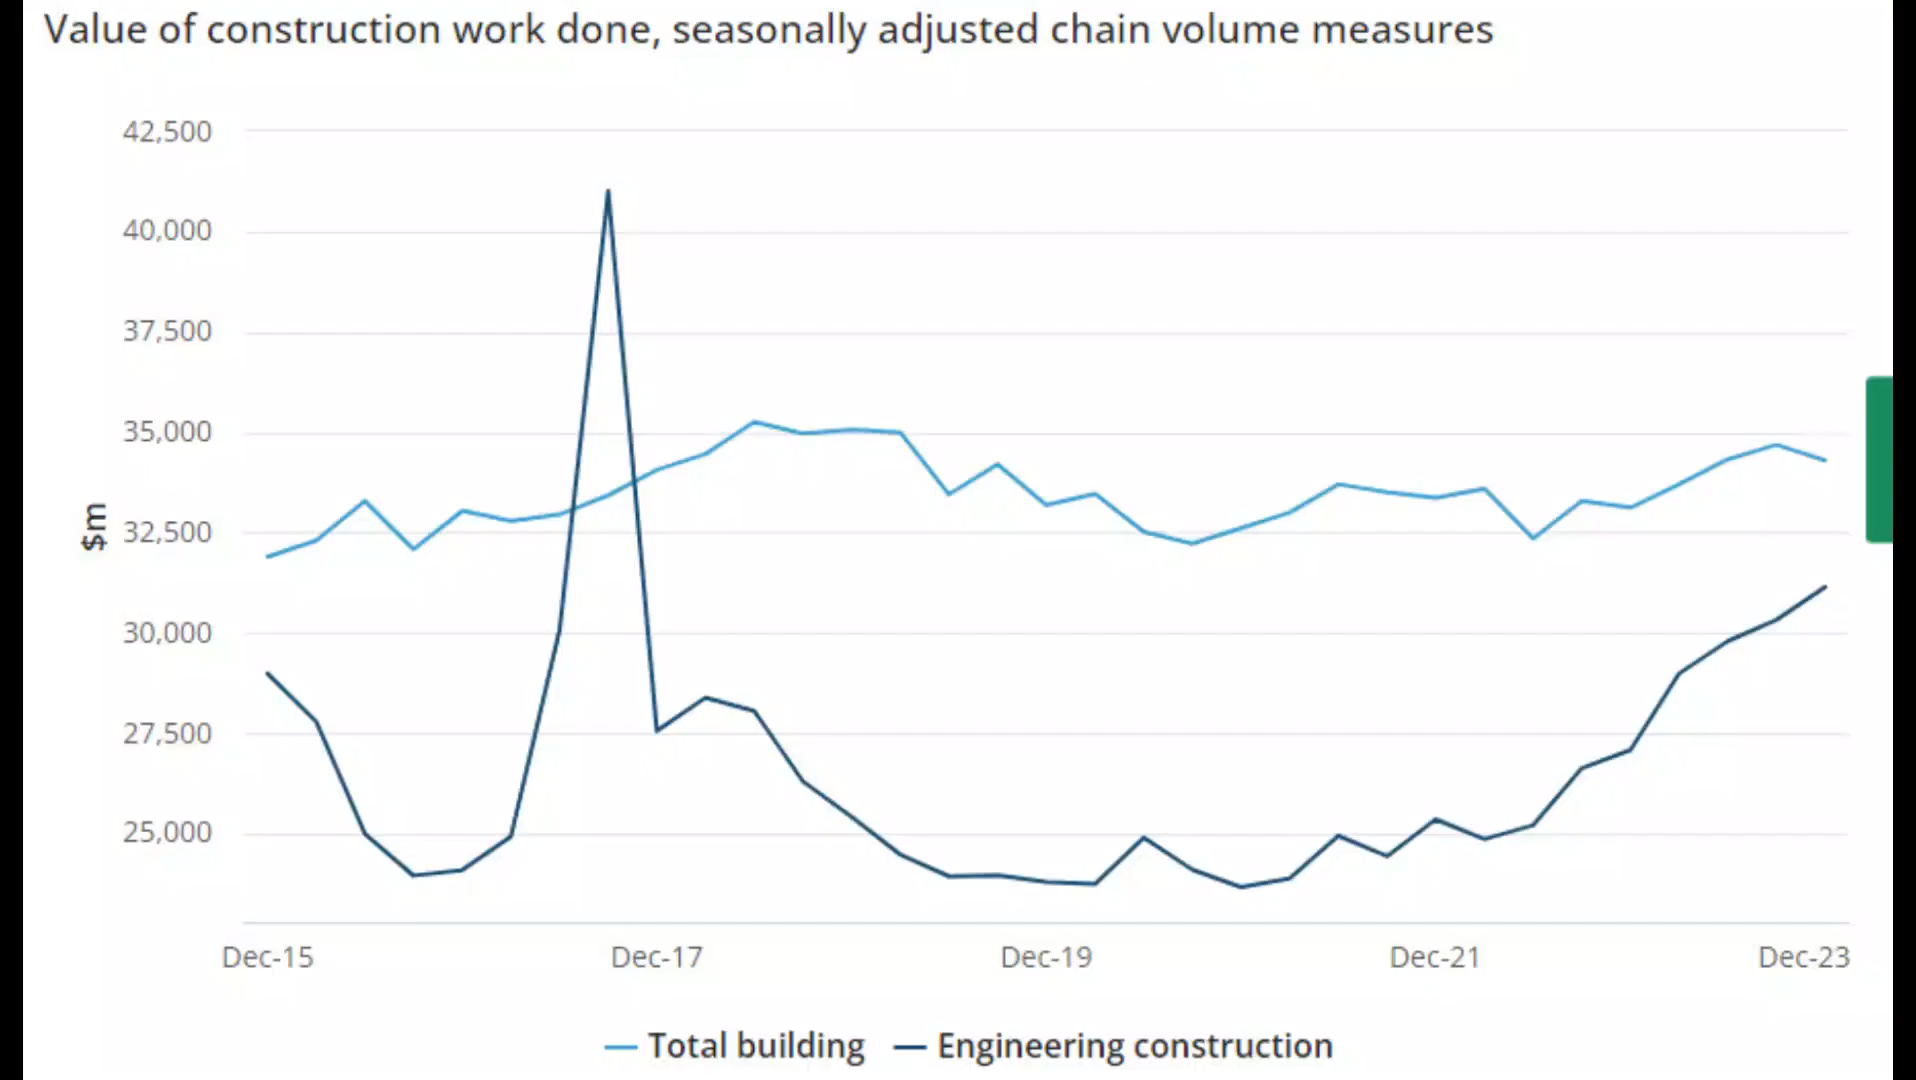 Value of construction work done, seasonally adjusted chain volume measures
42,500
40,000
37,500
35,000
$m
32,500
30,000
27,500
25,000
Dec-15 Dec-17 Dec-19 Dec-21 Dec-23
Total building Engineering construction